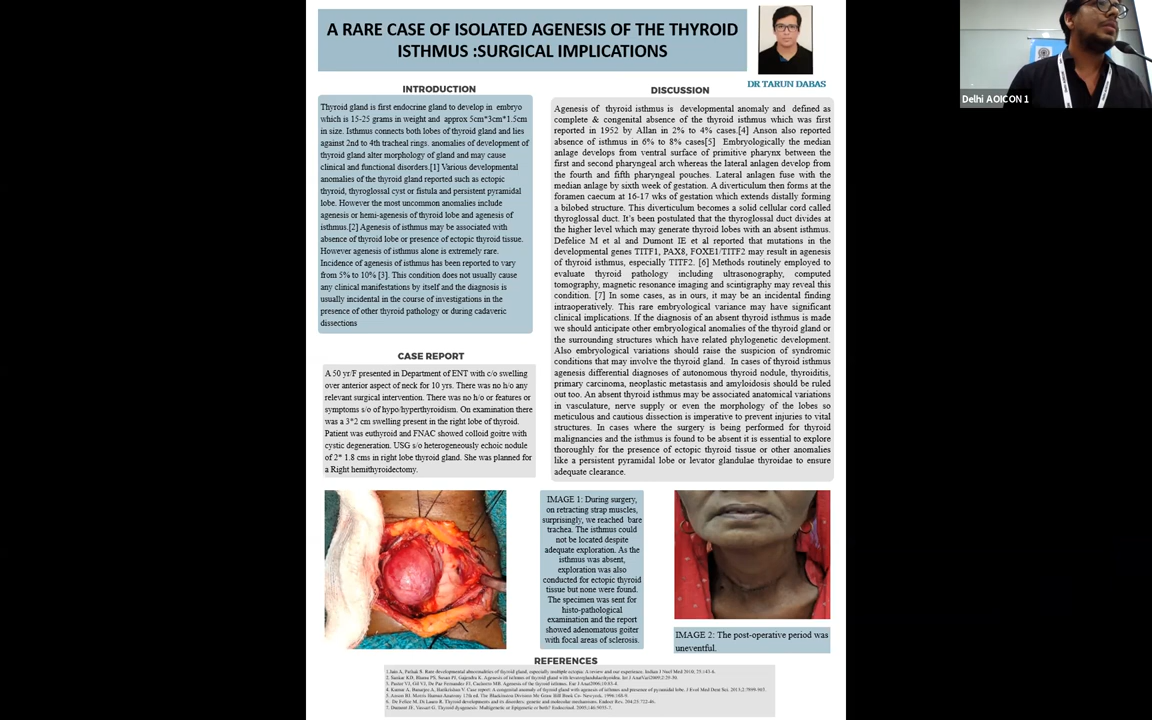 A RARE CASE OF ISOLATED AGENESIS OF THE THYROID
ISTHMUS :SURGICAL IMPLICATIONS
DR TARUN DABAS
Delhi AOICON 1
INTRODUCTION
Thyroid gland is first endocrine gland to develop in embryo
which is 15-25 grams in weight and approx 5cm*3cm*1.5cm
in size. Isthmus connects both lobes of thyroid gland and lies
against 2nd to 4th tracheal rings. anomalies of development of
thyroid gland alter morphology of gland and may cause
clinical and functional disorders.[1] Various developmental
anomalies of the thyroid gland reported such as ectopic
thyroid, thyroglossal cyst or fistula and persistent pyramidal
lobe. However the most uncommon anomalies include
agenesis or hemi-agenesis of thyroid lobe and agenesis of
isthmus.[2] Agenesis of isthmus may be associated with
absence of thyroid lobe or presence of ectopic thyroid tissue.
However agenesis of isthmus alone is extremely rare.
Incidence of agenesis of isthmus has been reported to vary
from 5% to 10% [3]. This condition does not usually cause
any clinical manifestations by itself and the diagnosis is
usually incidental in the course of investigations in the
presence of other thyroid pathology or during cadaveric
dissections
CASE REPORT
A 50 yr/F presented in Department of ENT with c/o swelling
over anterior aspect of neck for 10 yrs. There was no h/o any
relevant surgical intervention. There was no h/o or features or
symptoms s/o of hypo/hyperthyroidism. On examination there
was a 3*2 cm swelling present in the right lobe of thyroid.
Patient was euthyroid and FNAC showed colloid goitre with
cystic degeneration. USG s/o heterogeneously echoic nodule
of 2* 1.8 cms in right lobe thyroid gland. She was planned for
a Right hemithyroidectomy.
DISCUSSION
Agenesis of thyroid isthmus is developmental anomaly and defined as
complete & congenital absence of the thyroid isthmus which was first
reported in 1952 by Allan in 2% to 4% cases.[4] Anson also reported
absence of isthmus in 6% to 8% cases[5] Embryologically the median
anlage develops from ventral surface of primitive pharynx between the
first and second pharyngeal arch whereas the lateral anlagen develop from
the fourth and fifth pharyngeal pouches. Lateral anlagen fuse with the
median anlage by sixth week of gestation. A diverticulum then forms at the
foramen caecum at 16-17 wks of gestation which extends distally forming
a bilobed structure. This diverticulum becomes a solid cellular cord called
thyroglossal duct. It's been postulated that the thyroglossal duct divides at
the higher level which may generate thyroid lobes with an absent isthmus.
Defelice M et al and Dumont IE et al reported that mutations in the
developmental genes TITF1, PAX8, FOXE1/TITF2 may result in agenesis
of thyroid isthmus, especially TITF2. [6] Methods routinely employed to
evaluate thyroid pathology including ultrasonography, computed
tomography, magnetic resonance imaging and scintigraphy may reveal this
condition. [7] In some cases, as in ours, it may be an incidental finding
intraoperatively. This rare embryological variance may have significant
clinical implications. If the diagnosis of an absent thyroid isthmus is made
we should anticipate other embryological anomalies of the thyroid gland or
the surrounding structures which have related phylogenetic development.
Also embryological variations should raise the suspicion of syndromic
conditions that may involve the thyroid gland. In cases of thyroid isthmus
agenesis differential diagnoses of autonomous thyroid nodule, thyroiditis,
primary carcinoma, neoplastic metastasis and amyloidosis should be ruled
out too. An absent thyroid isthmus may be associated anatomical variations
in vasculature, nerve supply or even the morphology of the lobes so
meticulous and cautious dissection is imperative to prevent injuries to vital
structures. In cases where the surgery is being performed for thyroid
malignancies and the isthmus is found to be absent it is essential to explore
thoroughly for the presence of ectopic thyroid tissue or other anomalies
like a persistent pyramidal lobe or levator glandulae thyroidae to ensure
adequate clearance.
IMAGE 1: During surgery,
on retracting strap muscles,
surprisingly, we reached bare
trachea. The isthmus could
not be located despite
adequate exploration. As the
isthmus was absent,
exploration was also
conducted for ectopic thyroid
tissue but none were found.
The specimen was sent for
histo-pathological
examination and the report
showed adenomatous goiter
with focal areas of sclerosis.
IMAGE 2: The post-operative period was
uneventful.
REFERENCES